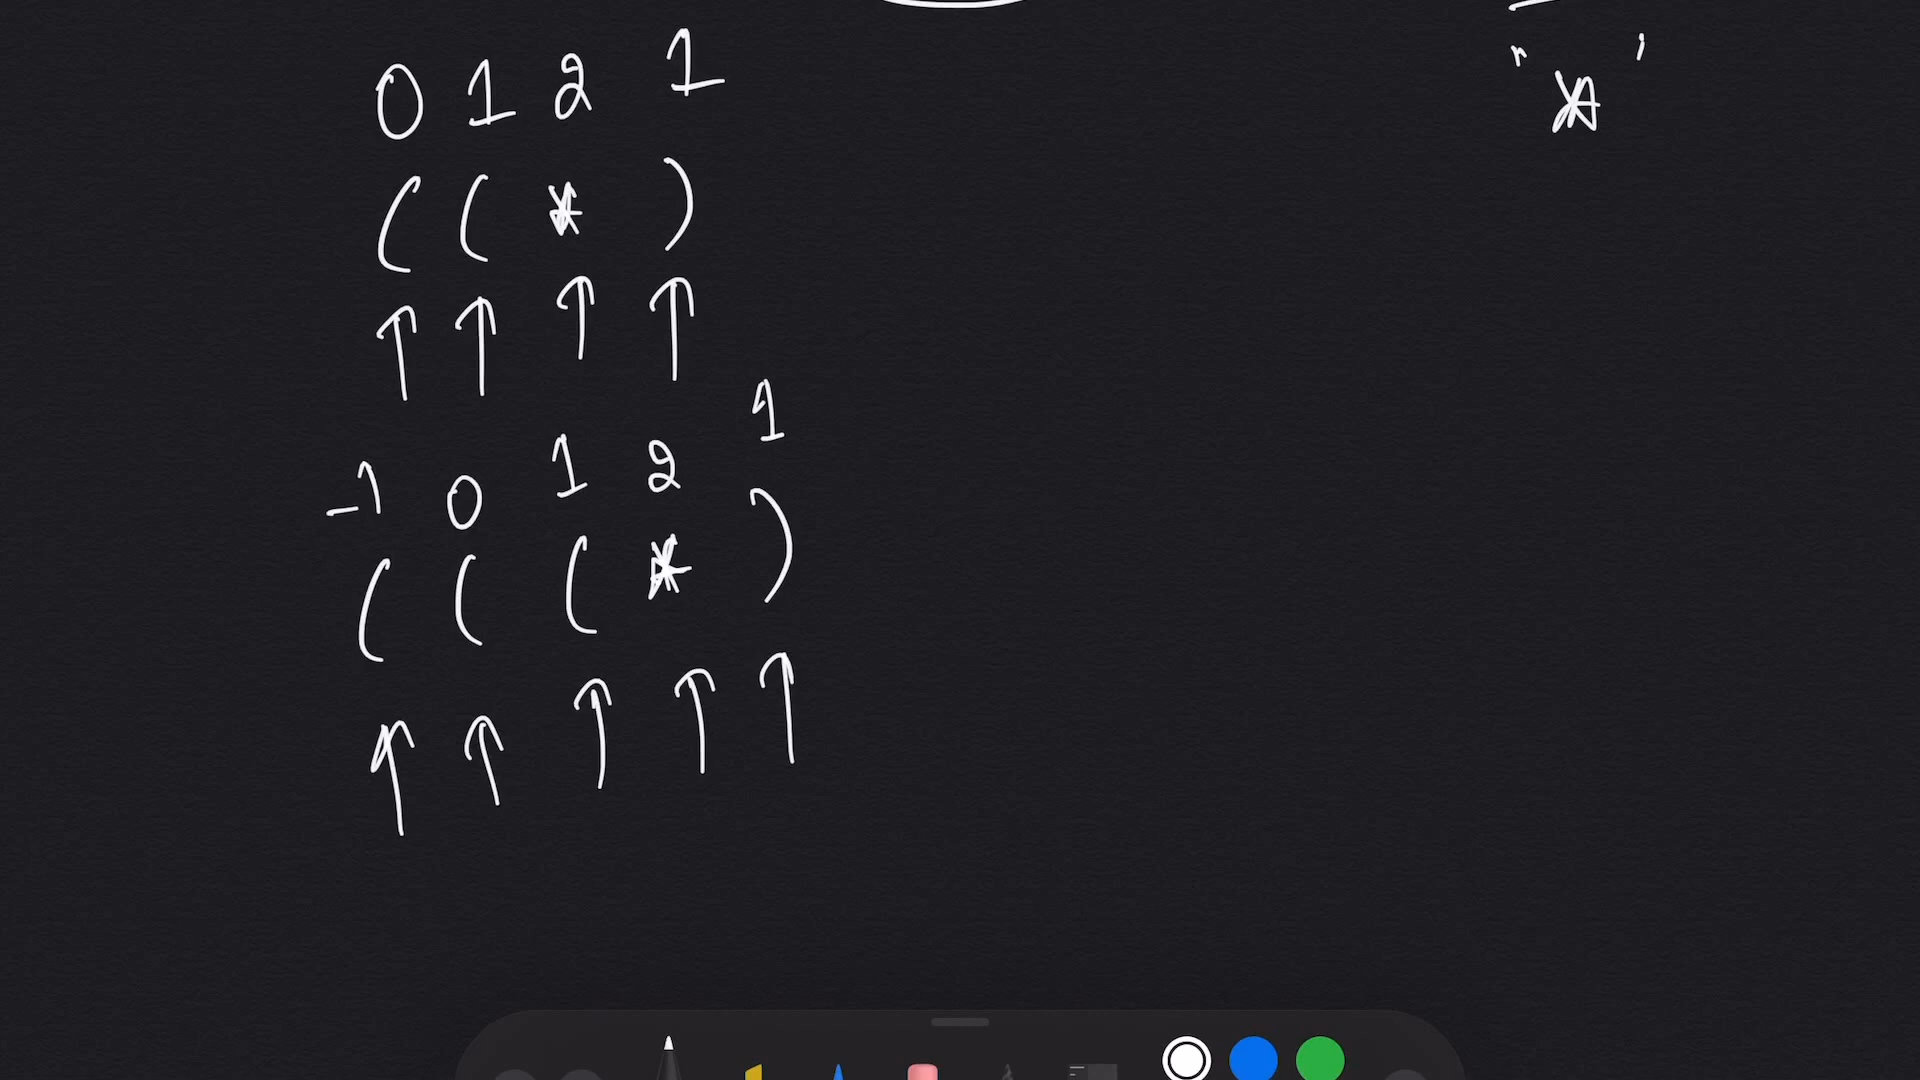 0 1 2 1
" * '
( ( * )
↑ ↑ ↑ ↑
-1 0 1 2 1
( ( ( * )
↑ ↑ ↑ ↑ ↑